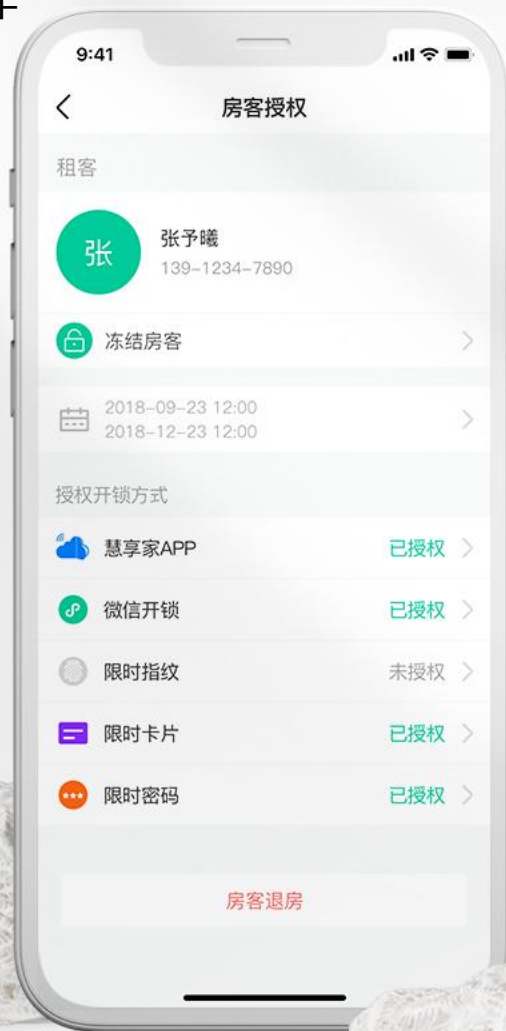 9:41
房客授权
租客
张
张予曦
139-1234-7890
冻结房客
2018-09-23 12:00
2018-12-23 12:00
授权开锁方式
慧享家APP 已授权
微信开锁 已授权
限时指纹 未授权
限时卡片 已授权
限时密码 已授权
房客退房